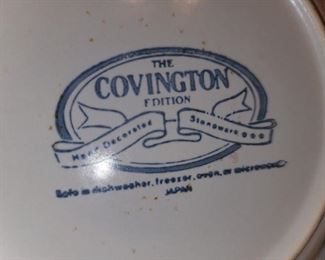 THE
COVINGTON
EDITION
Hand Decorated Stoneware
Safe in dishwasher, freezer, oven, or microwave
JAPAN